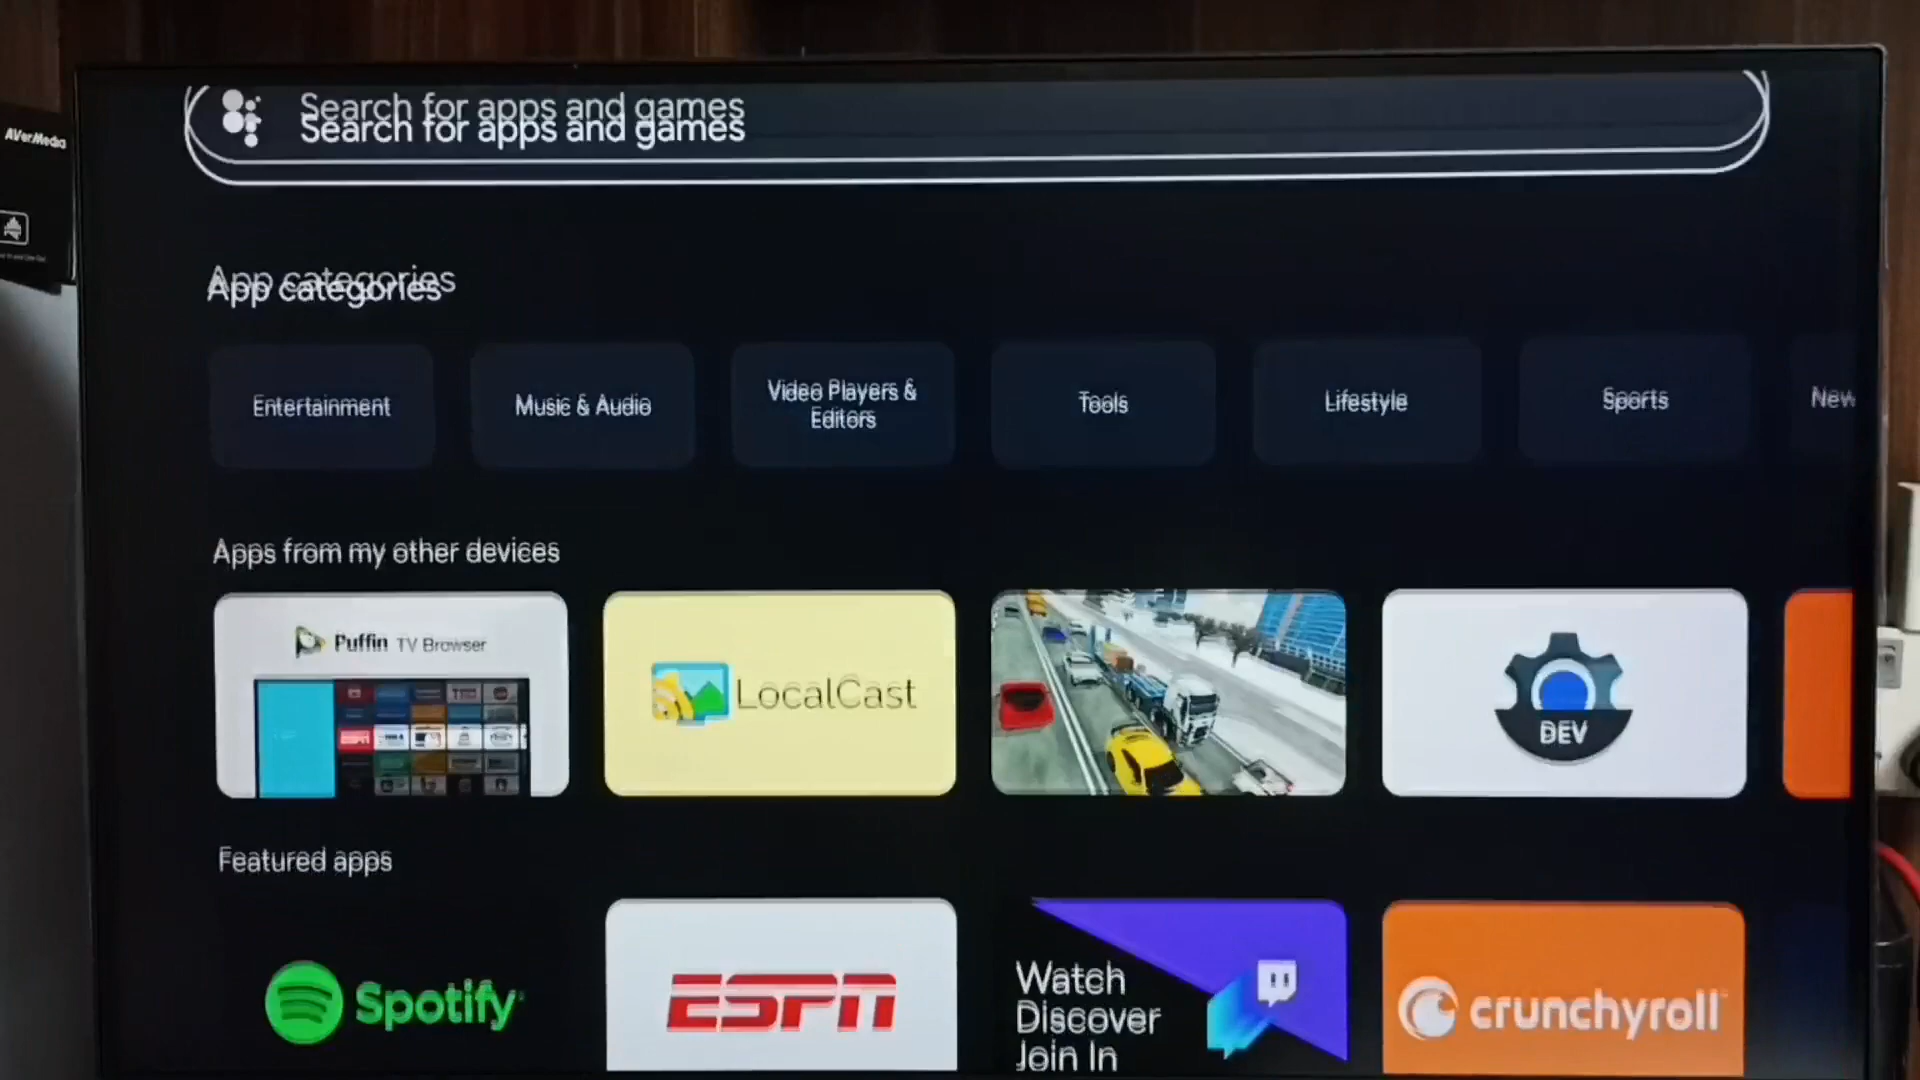 AVerMedia
Search for apps and games
App categories
Entertainment
Music & Audio
Video Players &
Editors
Tools
Lifestyle
Sports
New
Apps from my other devices
Puffin TV Browser
LocalCast
DEV
Featured apps
Spotify
ESPN
Watch
Discover
Join In
crunchyroll